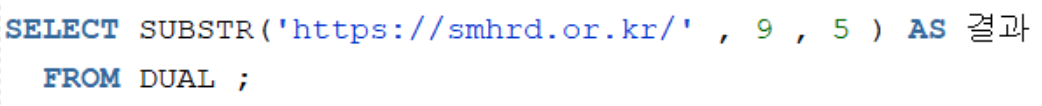 SELECT SUBSTR('https://smhrd.or.kr/' , 9 , 5 ) AS 결과
FROM DUAL ;